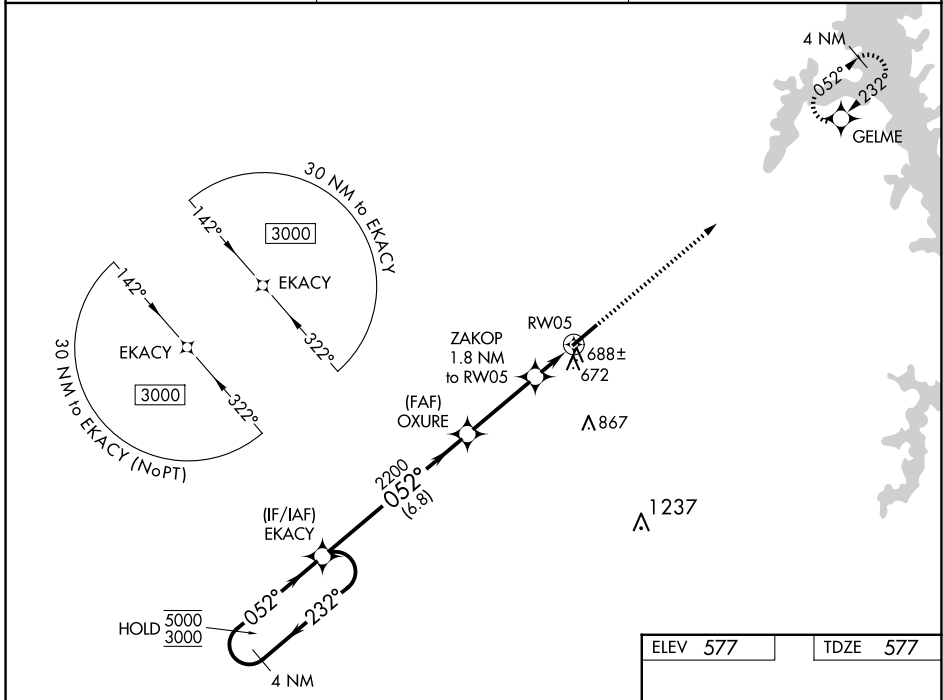 4 NM
052°
232°
GELME
30 NM to EKACY
142°
3000
EKACY
322°
142°
EKACY
3000
322°
30 NM to EKACY (NoPT)
RW05
ZAKOP
1.8 NM
to RW05
688±
672
(FAF)
OXURE
867
2200
052°
(6.8)
1237
(IF/IAF)
EKACY
052°
232°
HOLD 5000
3000
4 NM
ELEV 577
TDZE 577